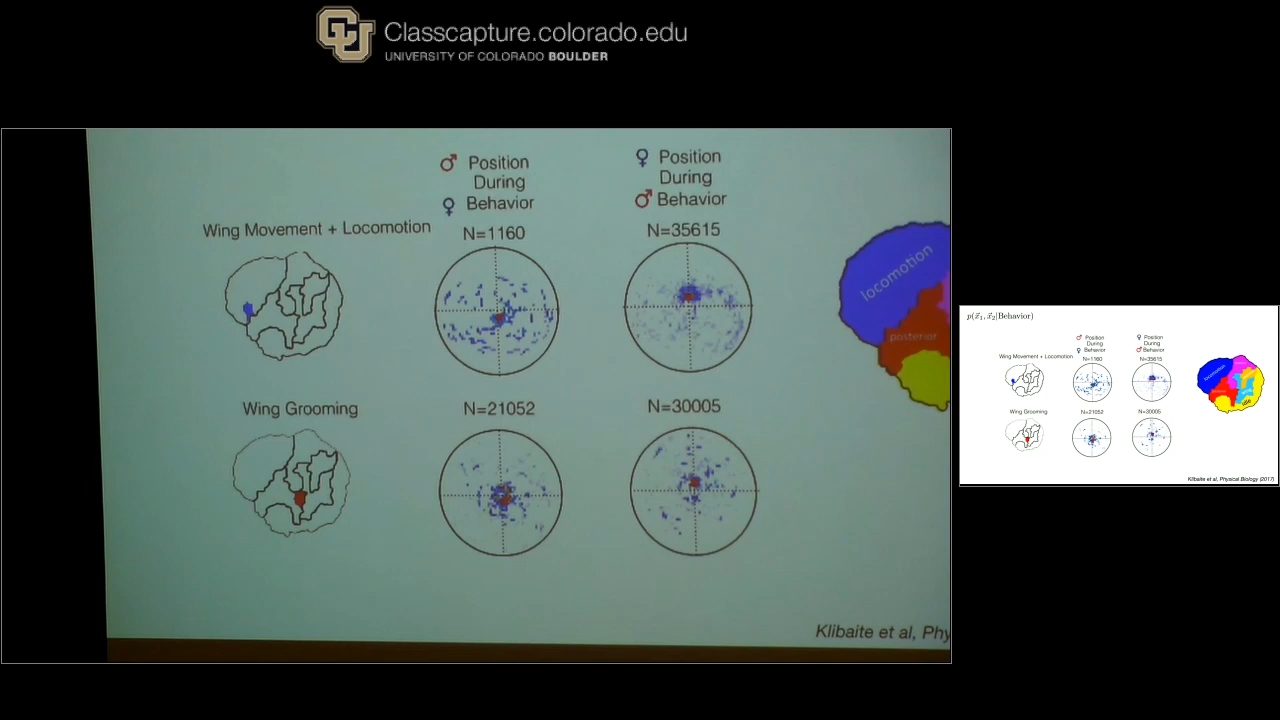 Classcapture.colorado.edu
UNIVERSITY OF COLORADO BOULDER
♂ Position
During
♀ Behavior
♀ Position
During
♂ Behavior
Wing Movement + Locomotion
N=1160
N=35615
locomotion
posterior
Wing Grooming
N=21052
N=30005
Klibaite et al, Phy
p(x⃗₁, x⃗₂|Behavior)
♂ Position
During
♀ Behavior
♀ Position
During
♂ Behavior
Wing Movement + Locomotion
N=1160
N=35615
locomotion
Wing Grooming
N=21052
N=30005
idle
Klibaite et al, Physical Biology (2017)